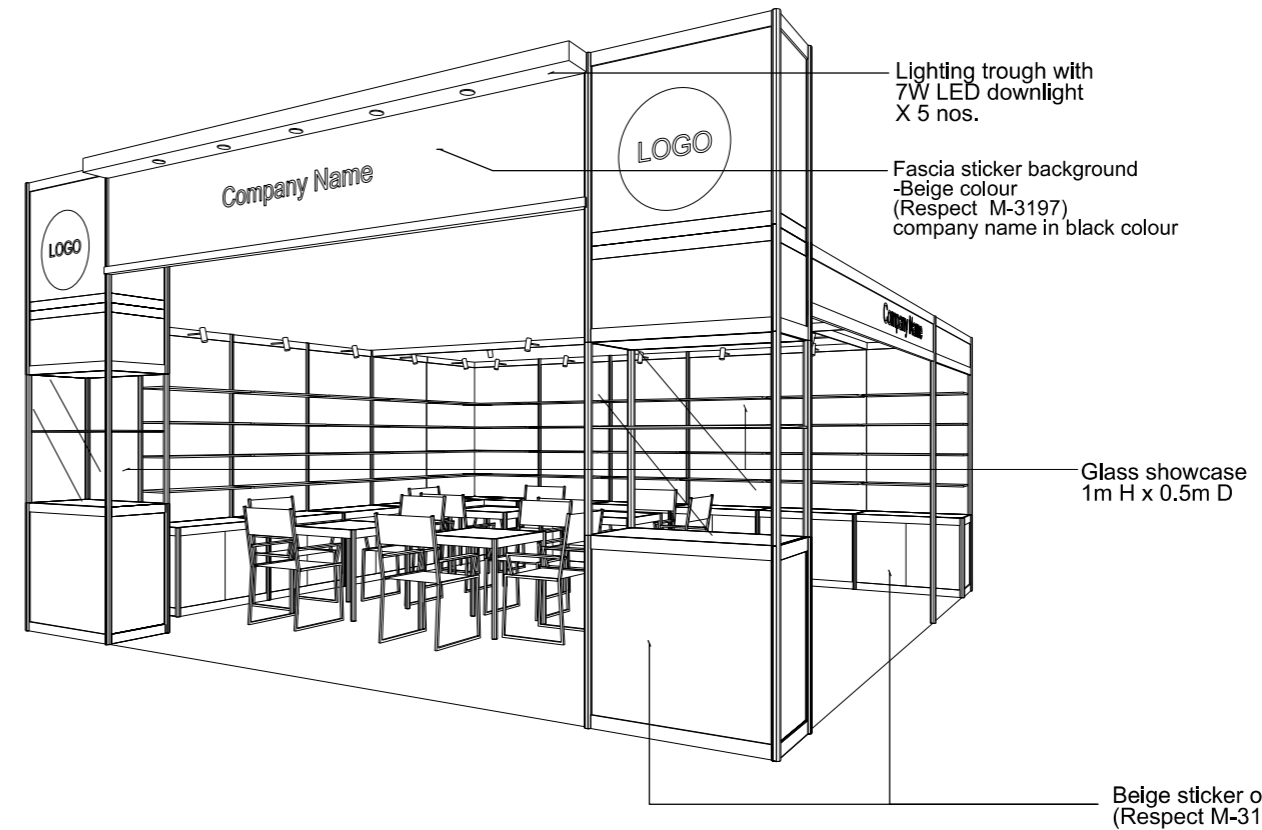 Lighting trough with
7W LED downlight
X 5 nos.
LOGO
Company Name
Fascia sticker background
-Beige colour
(Respect M-3197)
company name in black colour
LOGO
Company Name
Glass showcase
1m H x 0.5m D
Beige sticker o
(Respect M-31